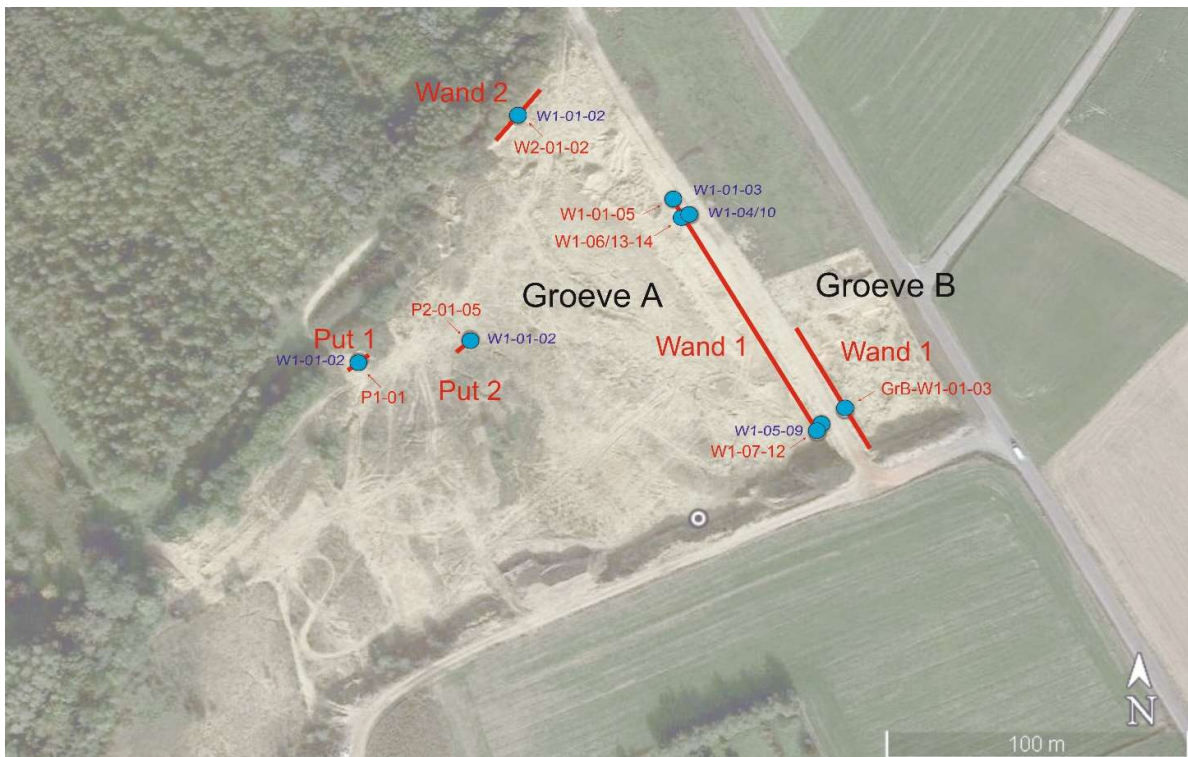 Wand 2
W1-01-02
W2-01-02
W1-01-03
W1-01-05
W1-04/10
W1-06/13-14
Groeve A
Groeve B
P2-01-05
Put 1
W1-01-02
Wand 1
Wand 1
W1-01-02
Put 2
P1-01
GrB-W1-01-03
W1-05-09
W1-07-12
N
100 m